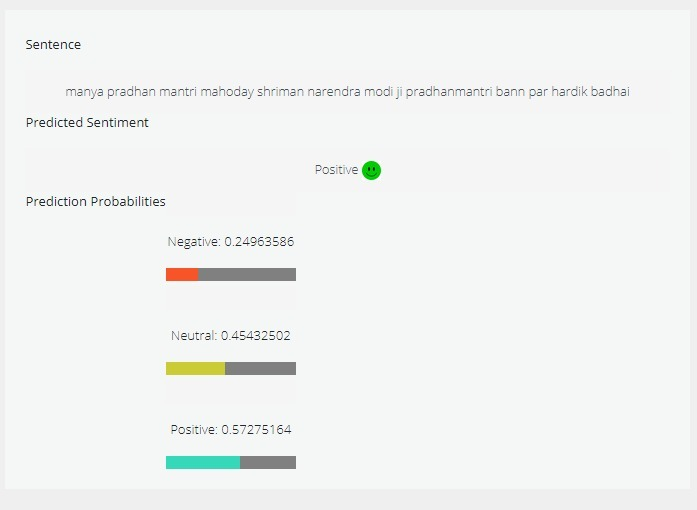 Sentence
manya pradhan mantri mahoday shriman narendra modi ji pradhanmantri bann par hardik badhai
Predicted Sentiment
Positive
Prediction Probabilities
Negative: 0.24963586
Neutral: 0.45432502
Positive: 0.57275164